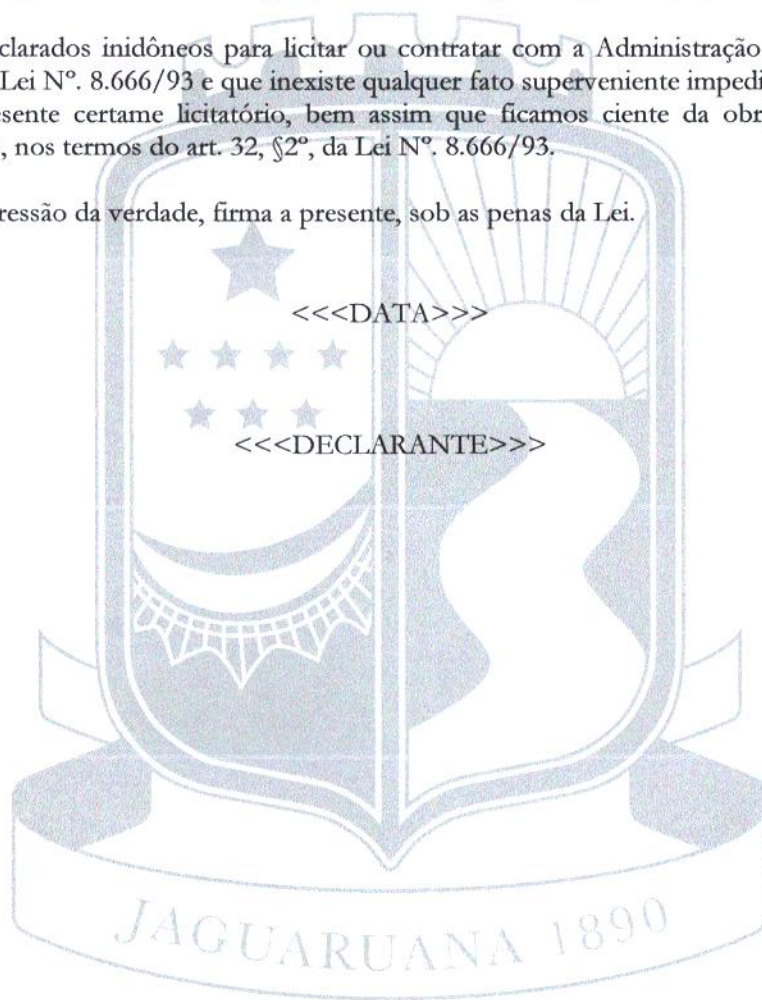 clarados inidôneos para licitar ou contratar com a Administração
Lei Nº. 8.666/93 e que inexiste qualquer fato superveniente impedi
esente certame licitatório, bem assim que ficamos ciente da obr
, nos termos do art. 32, §2º, da Lei Nº. 8.666/93.
ressão da verdade, firma a presente, sob as penas da Lei.
<<<DATA>>>
<<<DECLARANTE>>>
JAGUARUANA 1890